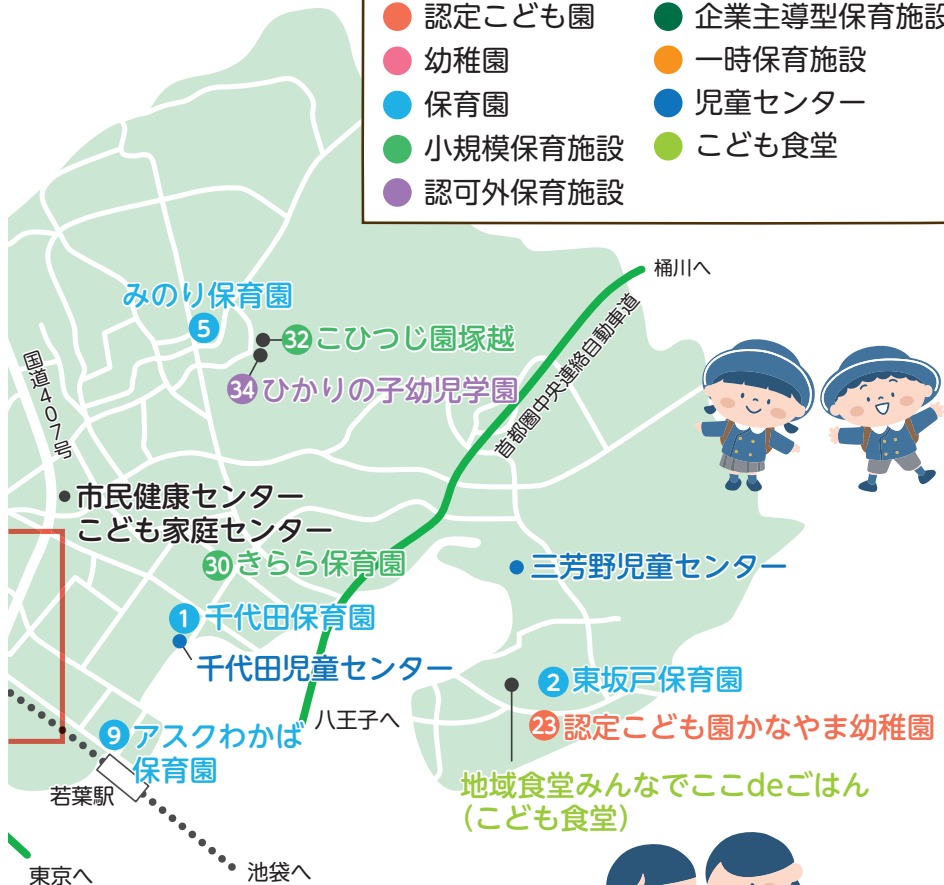 認定こども園
幼稚園
保育園
小規模保育施設
認可外保育施設
企業主導型保育施設
一時保育施設
児童センター
こども食堂
桶川へ
首都圏中央連絡自動車道
みのり保育園
5
32 こひつじ園塚越
34 ひかりの子幼児学園
国道407号
市民健康センター
こども家庭センター
30 きらら保育園
三芳野児童センター
1 千代田保育園
千代田児童センター
2 東坂戸保育園
23 認定こども園かなやま幼稚園
八王子へ
9 アスクわかば
保育園
若葉駅
地域食堂みんなでここdeごはん
(こども食堂)
東京へ
池袋へ